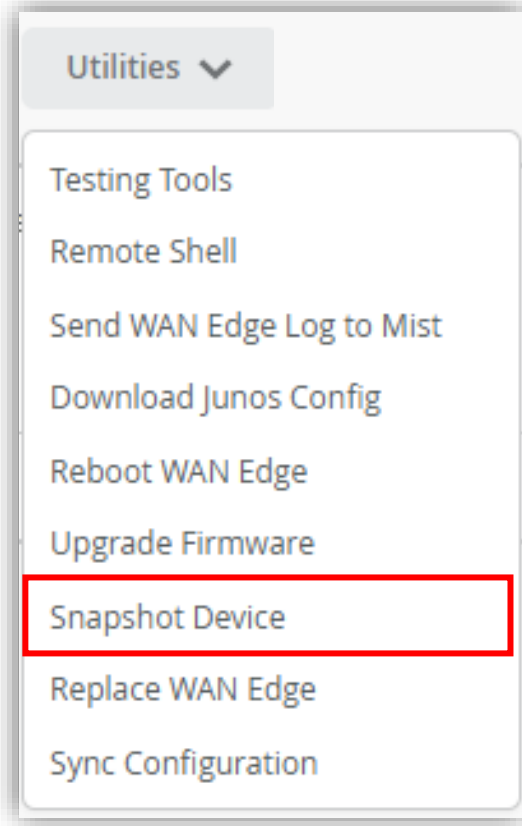 Utilities
Testing Tools
Remote Shell
Send WAN Edge Log to Mist
Download Junos Config
Reboot WAN Edge
Upgrade Firmware
Snapshot Device
Replace WAN Edge
Sync Configuration